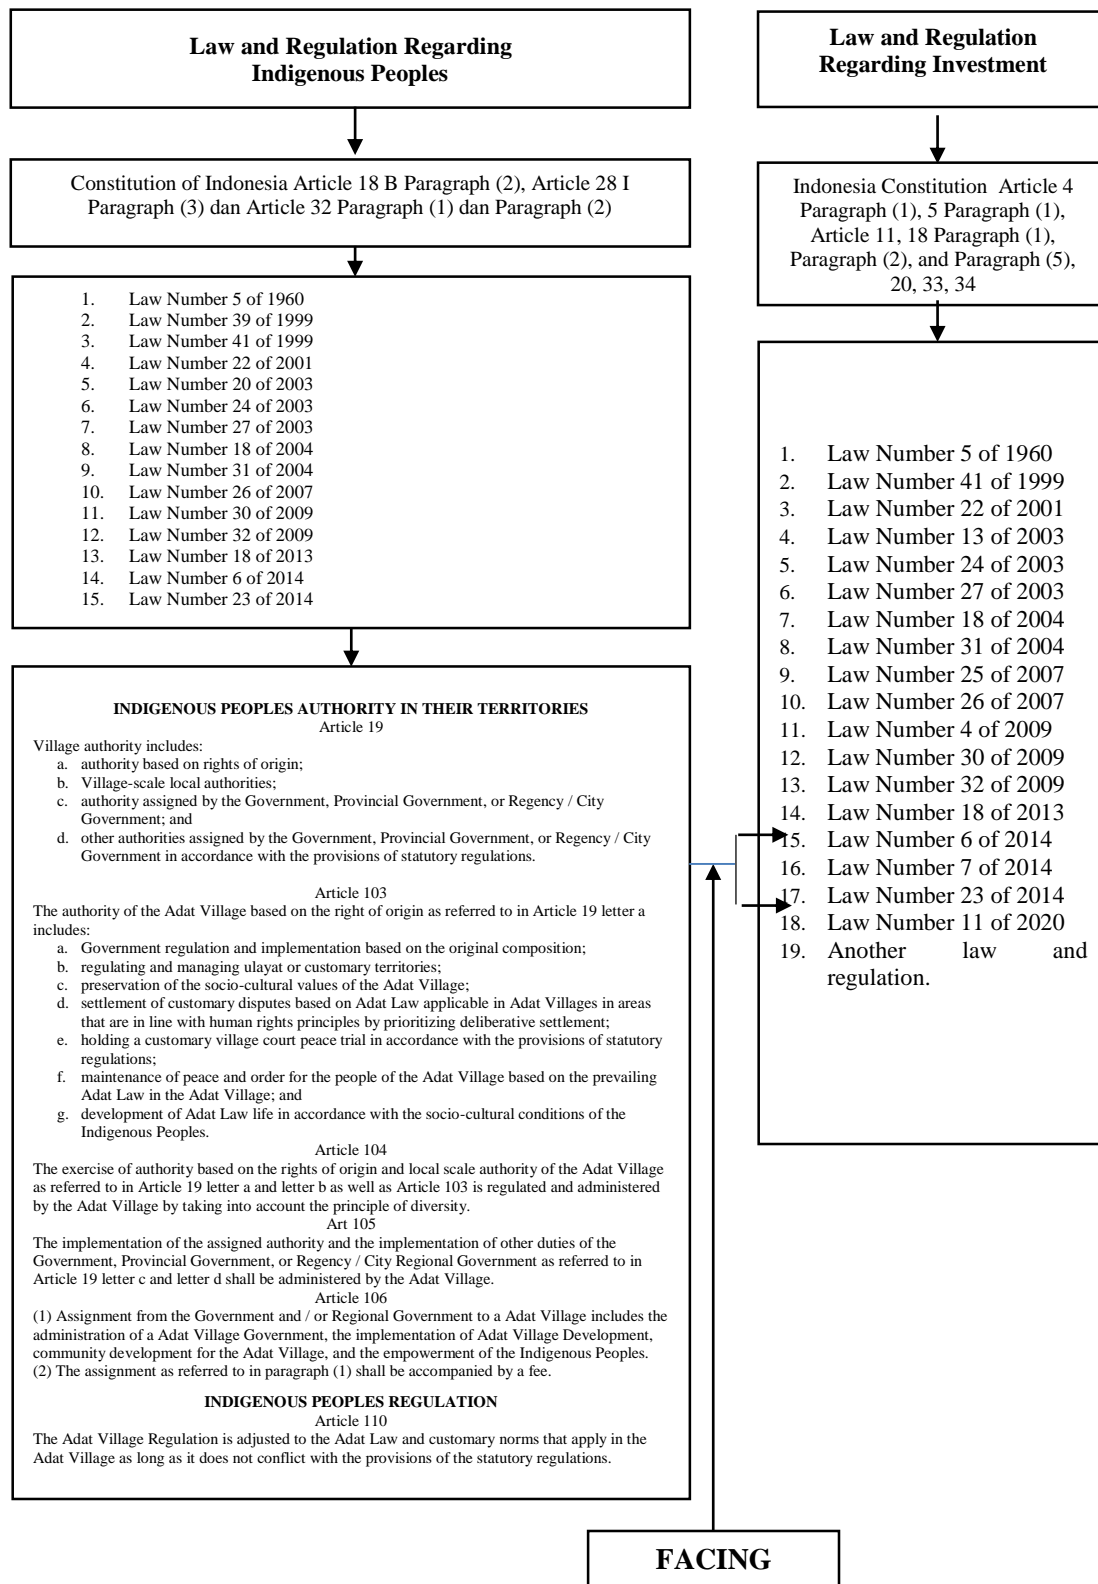 Law and Regulation Regarding
Indigenous Peoples
Constitution of Indonesia Article 18 B Paragraph (2), Article 28 I
Paragraph (3) dan Article 32 Paragraph (1) dan Paragraph (2)
1. Law Number 5 of 1960
2. Law Number 39 of 1999
3. Law Number 41 of 1999
4. Law Number 22 of 2001
5. Law Number 20 of 2003
6. Law Number 24 of 2003
7. Law Number 27 of 2003
8. Law Number 18 of 2004
9. Law Number 31 of 2004
10. Law Number 26 of 2007
11. Law Number 30 of 2009
12. Law Number 32 of 2009
13. Law Number 18 of 2013
14. Law Number 6 of 2014
15. Law Number 23 of 2014
INDIGENOUS PEOPLES AUTHORITY IN THEIR TERRITORIES
Article 19
Village authority includes:
a. authority based on rights of origin;
b. Village-scale local authorities;
c. authority assigned by the Government, Provincial Government, or Regency / City
Government; and
d. other authorities assigned by the Government, Provincial Government, or Regency / City
Government in accordance with the provisions of statutory regulations.
Article 103
The authority of the Adat Village based on the right of origin as referred to in Article 19 letter a
includes:
a. Government regulation and implementation based on the original composition;
b. regulating and managing ulayat or customary territories;
c. preservation of the socio-cultural values of the Adat Village;
d. settlement of customary disputes based on Adat Law applicable in Adat Villages in areas
that are in line with human rights principles by prioritizing deliberative settlement;
e. holding a customary village court peace trial in accordance with the provisions of statutory
regulations;
f. maintenance of peace and order for the people of the Adat Village based on the prevailing
Adat Law in the Adat Village; and
g. development of Adat Law life in accordance with the socio-cultural conditions of the
Indigenous Peoples.
Article 104
The exercise of authority based on the rights of origin and local scale authority of the Adat Village
as referred to in Article 19 letter a and letter b as well as Article 103 is regulated and administered
by the Adat Village by taking into account the principle of diversity.
Art 105
The implementation of the assigned authority and the implementation of other duties of the
Government, Provincial Government, or Regency / City Regional Government as referred to in
Article 19 letter c and letter d shall be administered by the Adat Village.
Article 106
(1) Assignment from the Government and / or Regional Government to a Adat Village includes the
administration of a Adat Village Government, the implementation of Adat Village Development,
community development for the Adat Village, and the empowerment of the Indigenous Peoples.
(2) The assignment as referred to in paragraph (1) shall be accompanied by a fee.
INDIGENOUS PEOPLES REGULATION
Article 110
The Adat Village Regulation is adjusted to the Adat Law and customary norms that apply in the
Adat Village as long as it does not conflict with the provisions of the statutory regulations.
Law and Regulation
Regarding Investment
Indonesia Constitution Article 4
Paragraph (1), 5 Paragraph (1),
Article 11, 18 Paragraph (1),
Paragraph (2), and Paragraph (5),
20, 33, 34
1. Law Number 5 of 1960
2. Law Number 41 of 1999
3. Law Number 22 of 2001
4. Law Number 13 of 2003
5. Law Number 24 of 2003
6. Law Number 27 of 2003
7. Law Number 18 of 2004
8. Law Number 31 of 2004
9. Law Number 25 of 2007
10. Law Number 26 of 2007
11. Law Number 4 of 2009
12. Law Number 30 of 2009
13. Law Number 32 of 2009
14. Law Number 18 of 2013
15. Law Number 6 of 2014
16. Law Number 7 of 2014
17. Law Number 23 of 2014
18. Law Number 11 of 2020
19. Another law and
regulation.
FACING